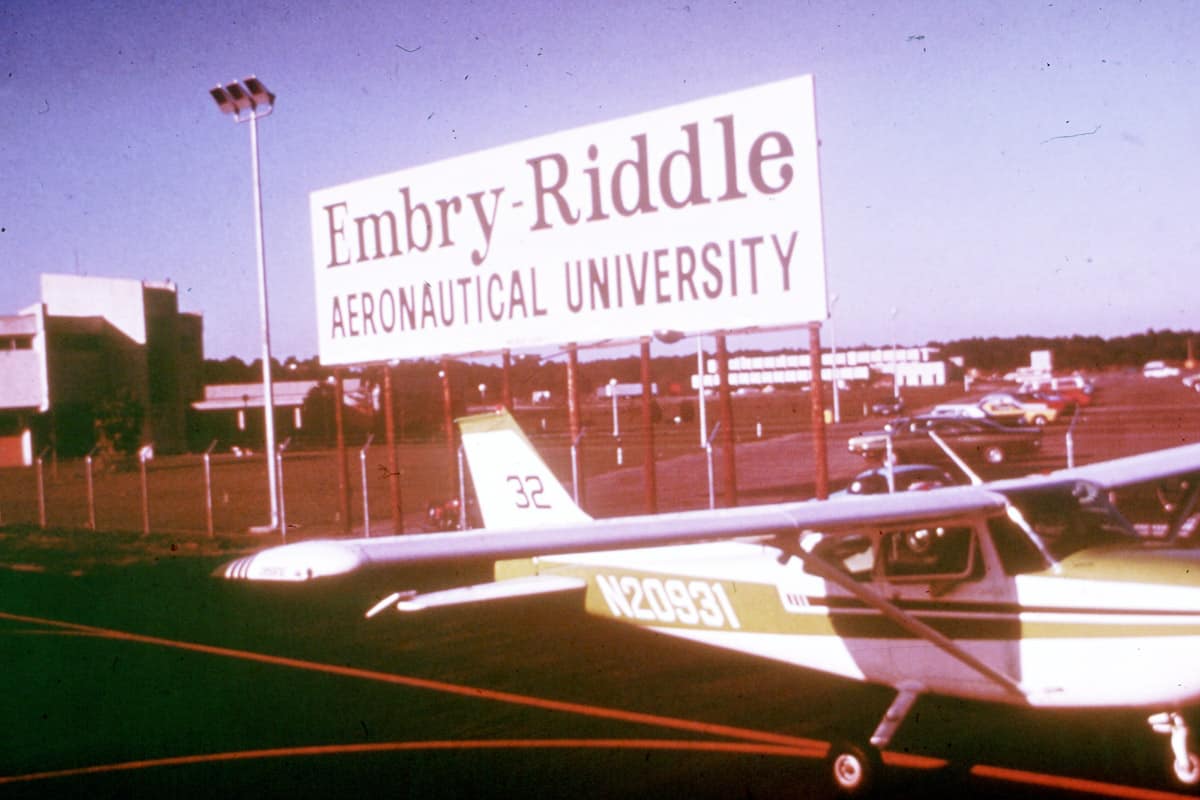 Embry-Riddle
AERONAUTICAL UNIVERSITY
32
N20931